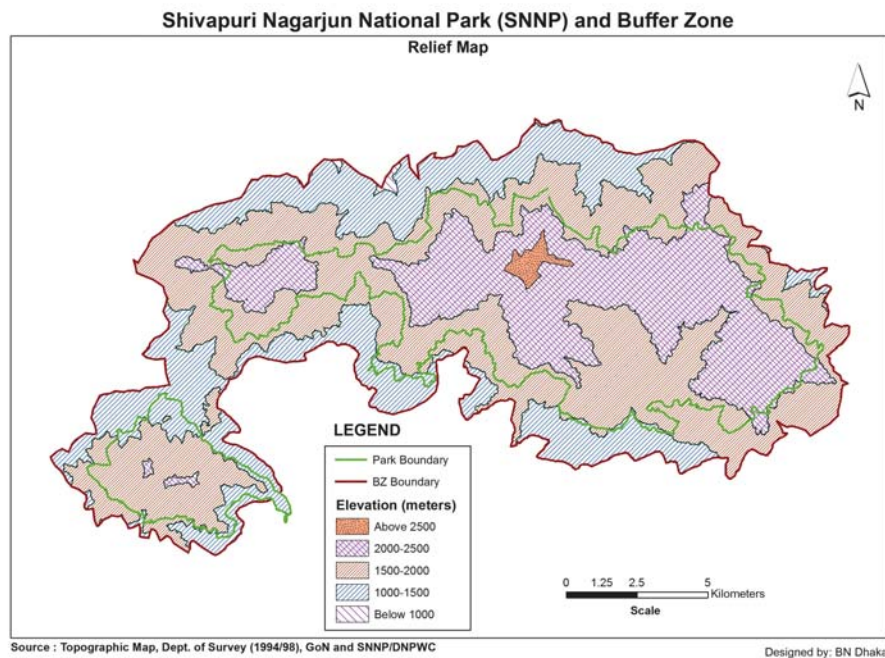 Shivapuri Nagarjun National Park (SNNP) and Buffer Zone
Relief Map
N
LEGEND
Park Boundary
BZ Boundary
Elevation (meters)
Above 2500
2000-2500
1500-2000
1000-1500
Below 1000
0 1.25 2.5 5
Kilometers
Scale
Source : Topographic Map, Dept. of Survey (1994/98), GoN and SNNP/DNPWC
Designed by: BN Dhaka